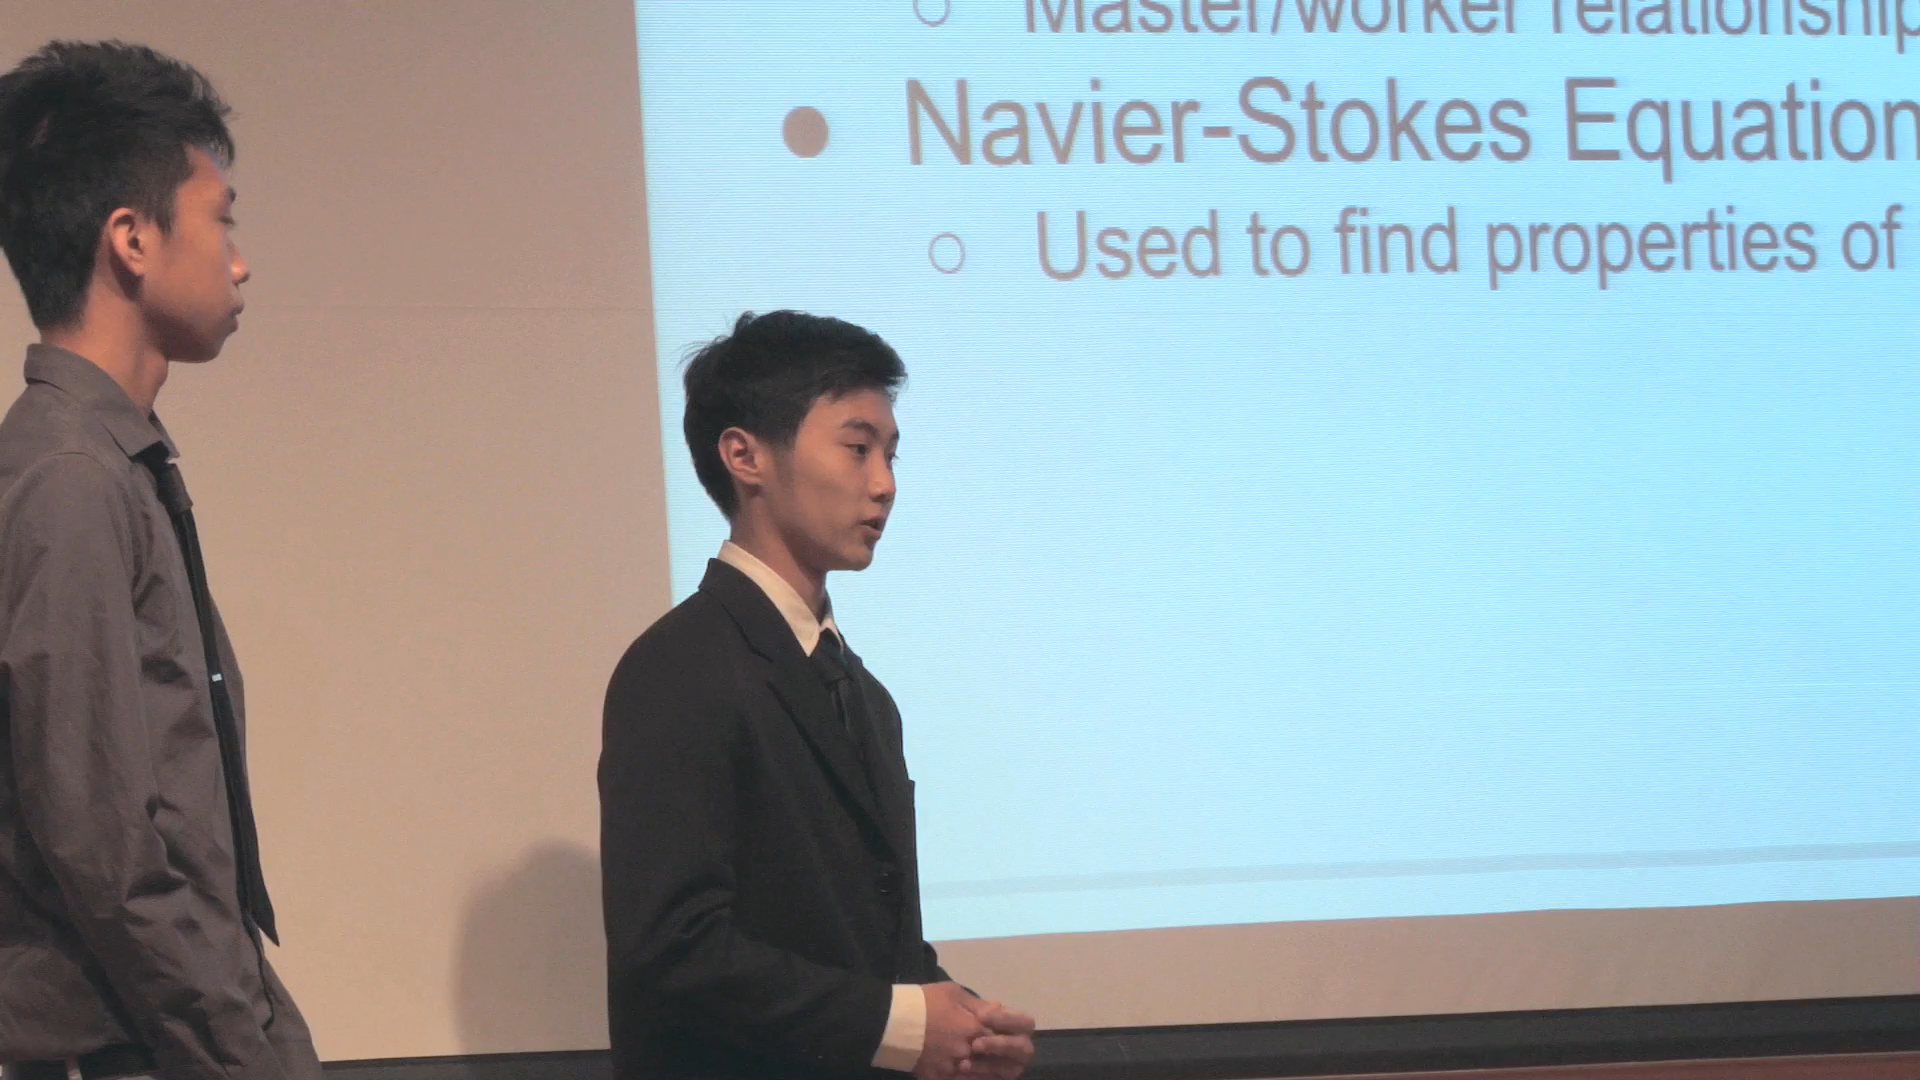 Master/worker relationship
Navier-Stokes Equation
Used to find properties of